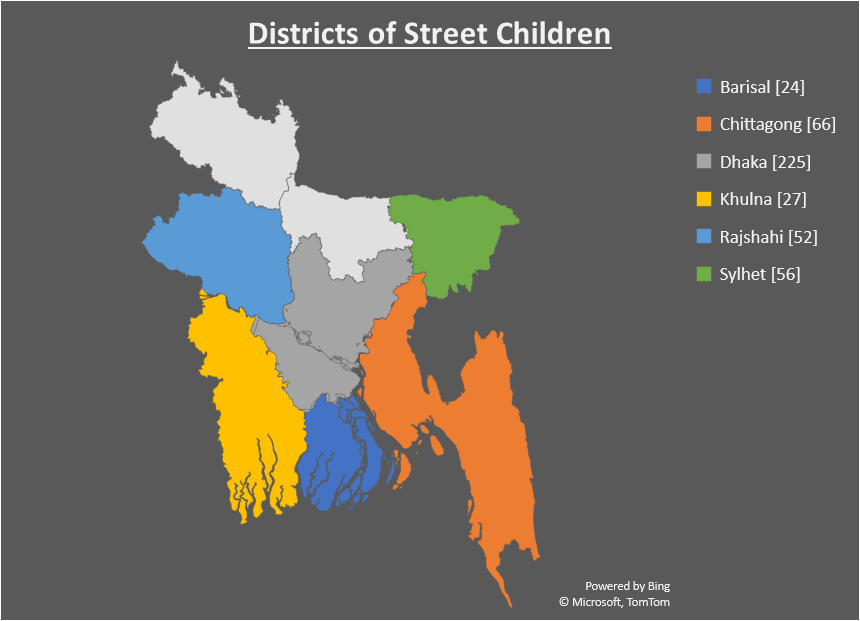 Districts of Street Children
Barisal [24]
Chittagong [66]
Dhaka [225]
Khulna [27]
Rajshahi [52]
Sylhet [56]
Powered by Bing
© Microsoft, TomTom